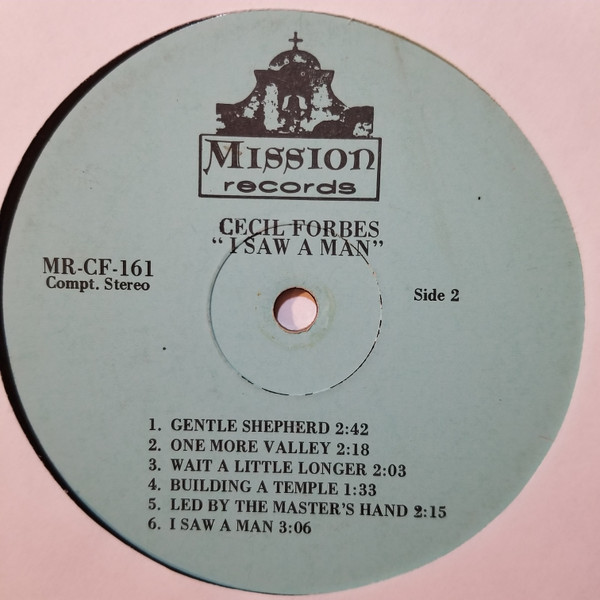 MISSION
records
CECIL FORBES
“I SAW A MAN”
MR-CF-161
Compt. Stereo
Side 2
1. GENTLE SHEPHERD 2:42
2. ONE MORE VALLEY 2:18
3. WAIT A LITTLE LONGER 2:03
4. BUILDING A TEMPLE 1:33
5. LED BY THE MASTER’S HAND 2:15
6. I SAW A MAN 3:06